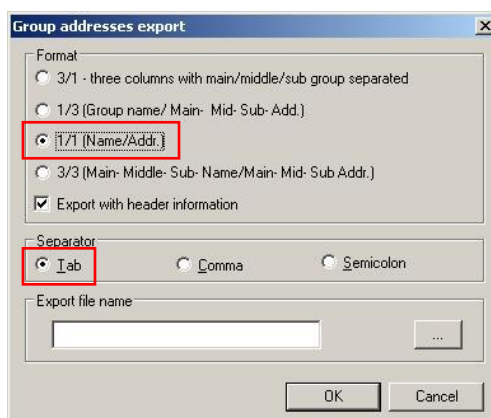 Group addresses export
Format
3/1 - three columns with main/middle/sub group separated
1/3 (Group name/ Main- Mid- Sub- Add.)
1/1 (Name/Addr.)
3/3 (Main- Middle- Sub- Name/Main- Mid- Sub Addr.)
Export with header information
Separator
Tab Comma Semicolon
Export file name
...
OK Cancel